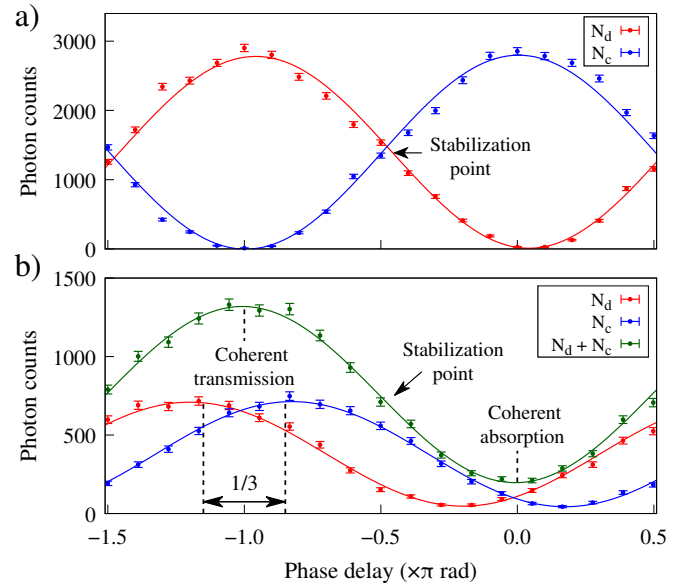 a)
3000
2000
1000
0
Photon counts
N_d
N_c
Stabilization
point
b)
1500
1000
500
0
Photon counts
N_d
N_c
N_d + N_c
Coherent
transmission
Stabilization
point
Coherent
absorption
1/3
−1.5
−1.0
−0.5
0.0
0.5
Phase delay (×π rad)